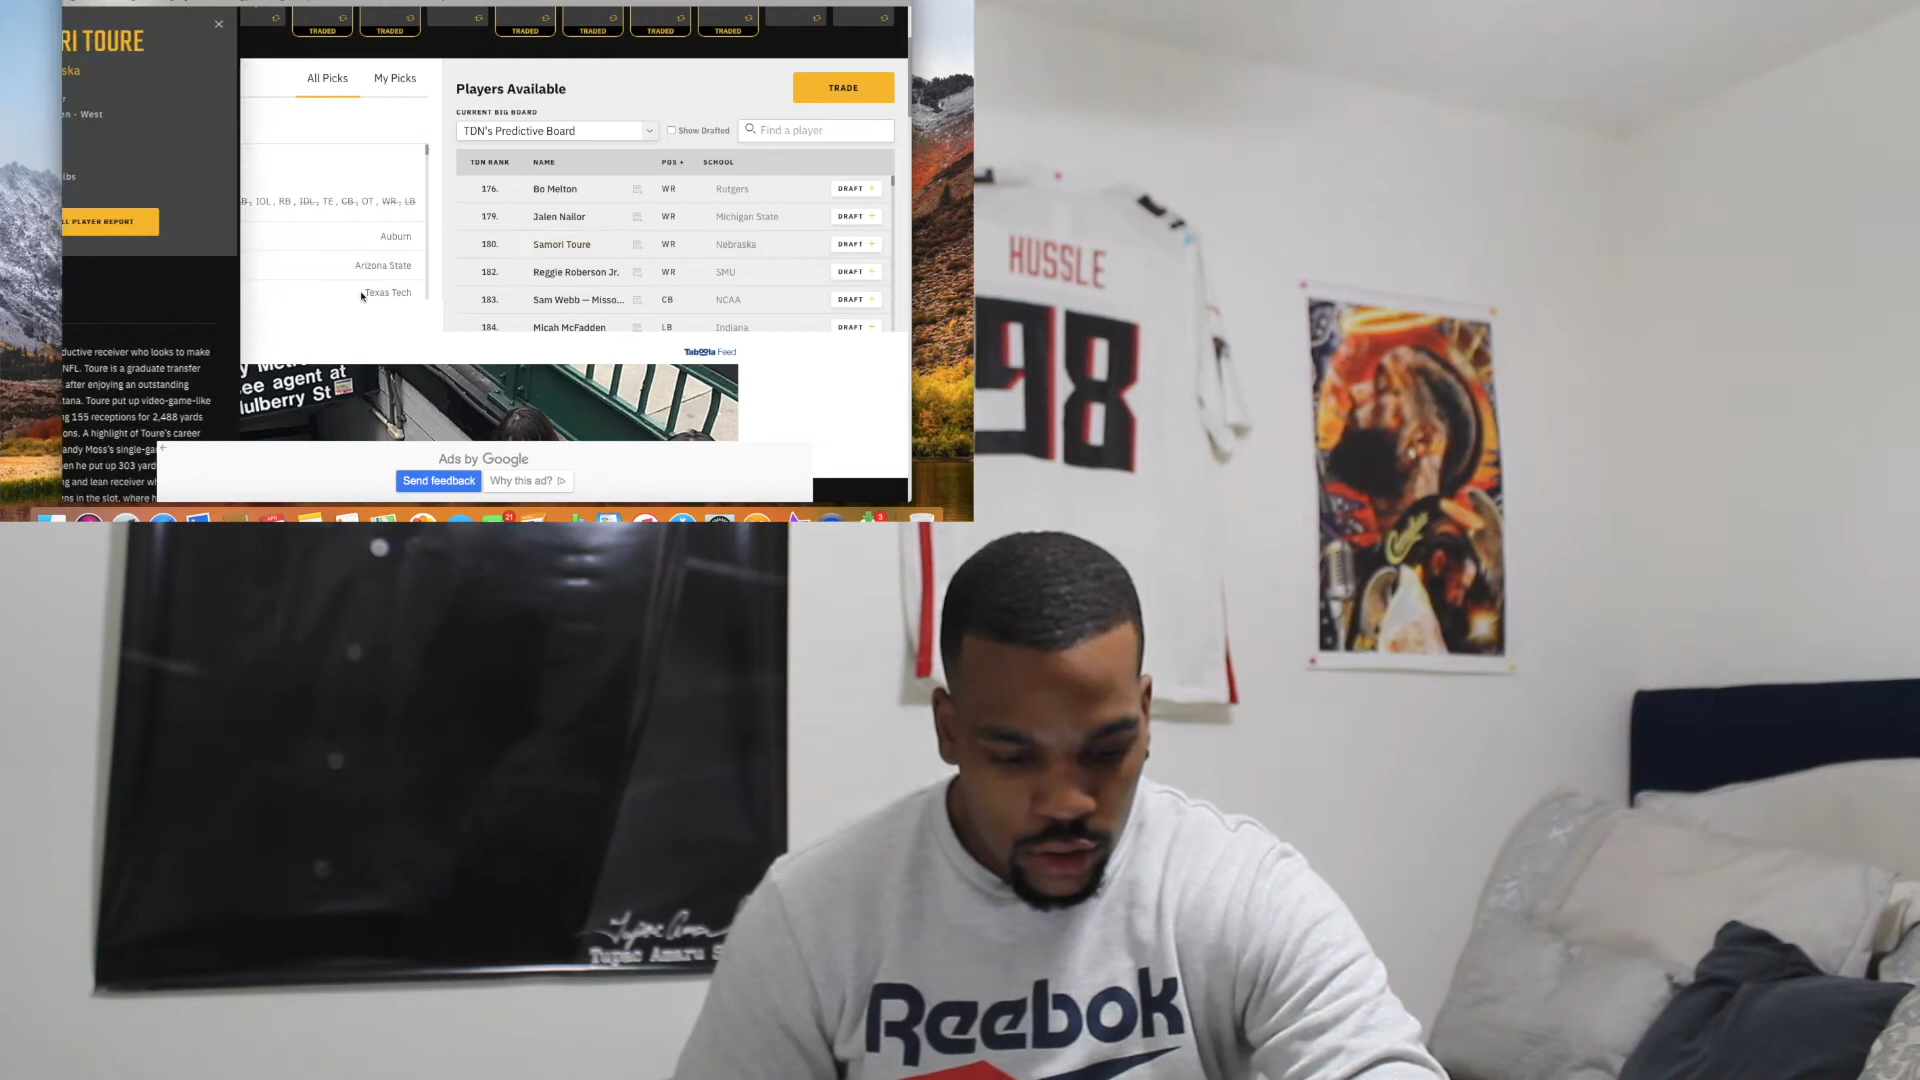 TRADED TRADED TRADED TRADED TRADED TRADED
RI TOURE
ska
r
en - West
lbs
LL PLAYER REPORT
All Picks My Picks
Players Available
TRADE
CURRENT BIG BOARD
TDN's Predictive Board
Show Drafted
Find a player
TDN RANK NAME POS + SCHOOL
176. Bo Melton WR Rutgers DRAFT +
179. Jalen Nailor WR Michigan State DRAFT +
180. Samori Toure WR Nebraska DRAFT +
182. Reggie Roberson Jr. WR SMU DRAFT +
183. Sam Webb — Misso... CB NCAA DRAFT +
184. Micah McFadden LB Indiana DRAFT +
B, IOL, RB, IDL, TE, CB, OT, WR, LB
Auburn
Arizona State
Texas Tech
Taboola Feed
ductive receiver who looks to make
NFL. Toure is a graduate transfer
after enjoying an outstanding
tana. Toure put up video-game-like
g 155 receptions for 2,488 yards
ons. A highlight of Toure's career
andy Moss's single-ga
en he put up 303 yard
g and lean receiver wh
ens in the slot, where h
ee agent at
ulberry St
Ads by Google
Send feedback Why this ad?
21
3
HUSSLE
98
Tupac Amaru S
Reebok